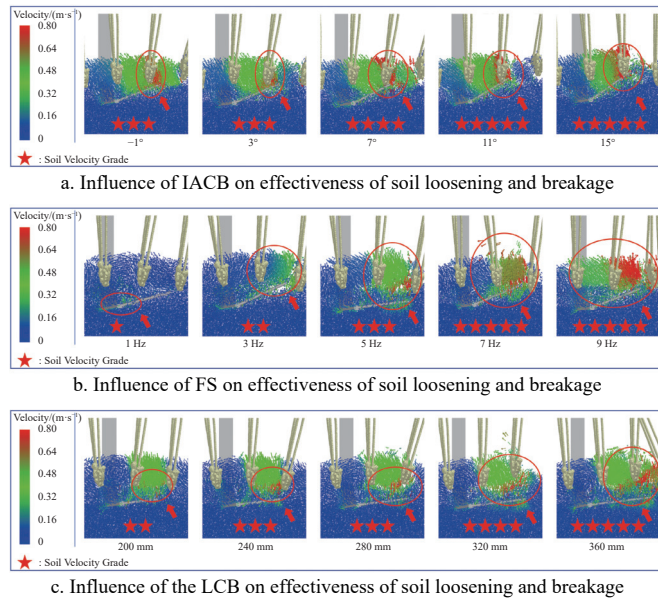 Velocity/(m·s⁻¹)
0.80
0.64
0.48
0.32
0.16
0
★ : Soil Velocity Grade
−1° 3° 7° 11° 15°
a. Influence of IACB on effectiveness of soil loosening and breakage
Velocity/(m·s⁻¹)
0.80
0.64
0.48
0.32
0.16
0
★ : Soil Velocity Grade
1 Hz 3 Hz 5 Hz 7 Hz 9 Hz
b. Influence of FS on effectiveness of soil loosening and breakage
Velocity/(m·s⁻¹)
0.80
0.64
0.48
0.32
0.16
0
★ : Soil Velocity Grade
200 mm 240 mm 280 mm 320 mm 360 mm
c. Influence of the LCB on effectiveness of soil loosening and breakage